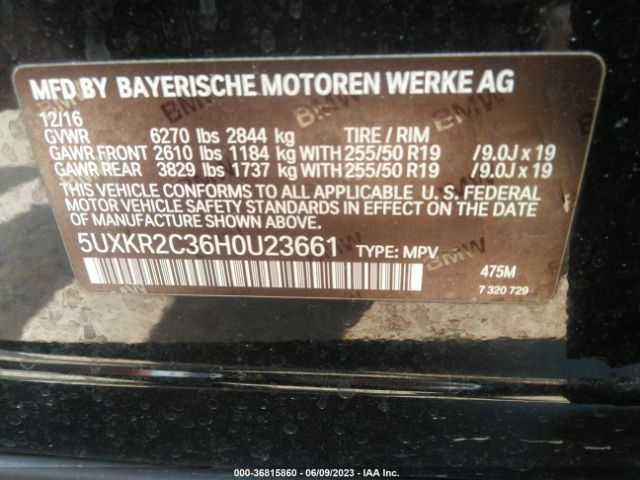 MFD BY BAYERISCHE MOTOREN WERKE AG
12/16
GVWR 6270 lbs 2844 kg TIRE / RIM
GAWR FRONT 2610 lbs 1184 kg WITH 255/50 R19 /9.0J x 19
GAWR REAR 3829 lbs 1737 kg WITH 255/50 R19 /9.0J x 19
THIS VEHICLE CONFORMS TO ALL APPLICABLE U. S. FEDERAL
MOTOR VEHICLE SAFETY STANDARDS IN EFFECT ON THE DATE
OF MANUFACTURE SHOWN ABOVE.
5UXKR2C36H0U23661 TYPE: MPV
475M
7 320 729
000-36815860 - 06/09/2023 - IAA Inc.